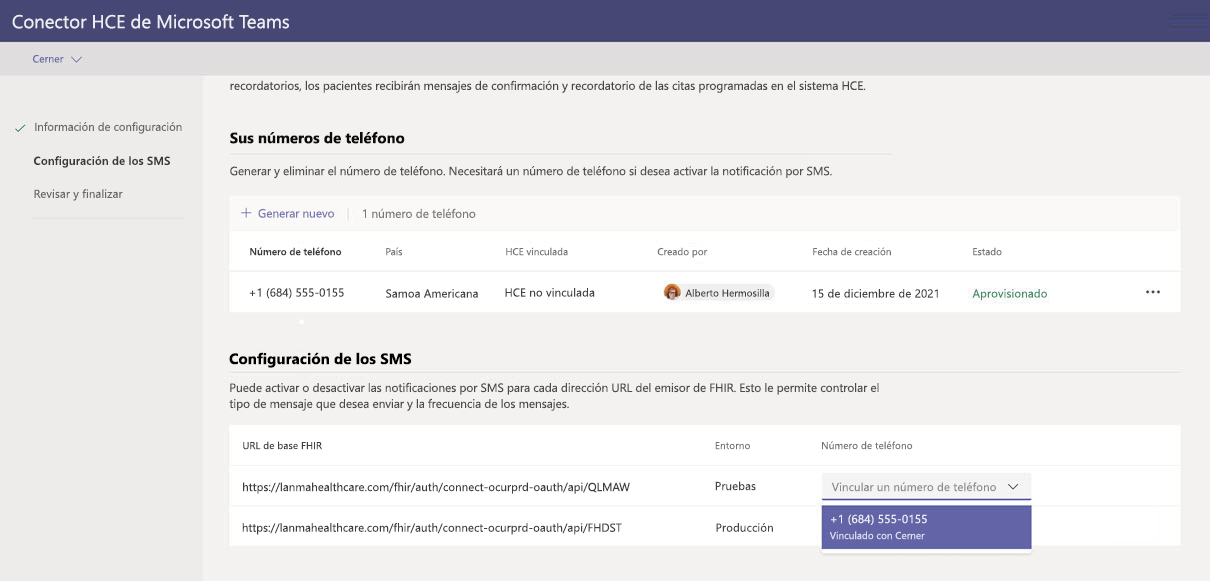 Conector HCE de Microsoft Teams
Cerner
recordatorios, los pacientes recibirán mensajes de confirmación y recordatorio de las citas programadas en el sistema HCE.
Información de configuración
Configuración de los SMS
Revisar y finalizar
Sus números de teléfono
Generar y eliminar el número de teléfono. Necesitará un número de teléfono si desea activar la notificación por SMS.
+ Generar nuevo | 1 número de teléfono
Número de teléfono País HCE vinculada Creado por Fecha de creación Estado
+1 (684) 555-0155 Samoa Americana HCE no vinculada Alberto Hermosilla 15 de diciembre de 2021 Aprovisionado ...
Configuración de los SMS
Puede activar o desactivar las notificaciones por SMS para cada dirección URL del emisor de FHIR. Esto le permite controlar el
tipo de mensaje que desea enviar y la frecuencia de los mensajes.
URL de base FHIR Entorno Número de teléfono
https://lanmahealthcare.com/fhir/auth/connect-ocurprd-oauth/api/QLMAW Pruebas Vincular un número de teléfono
https://lanmahealthcare.com/fhir/auth/connect-ocurprd-oauth/api/FHDST Producción
+1 (684) 555-0155
Vinculado con Cerner